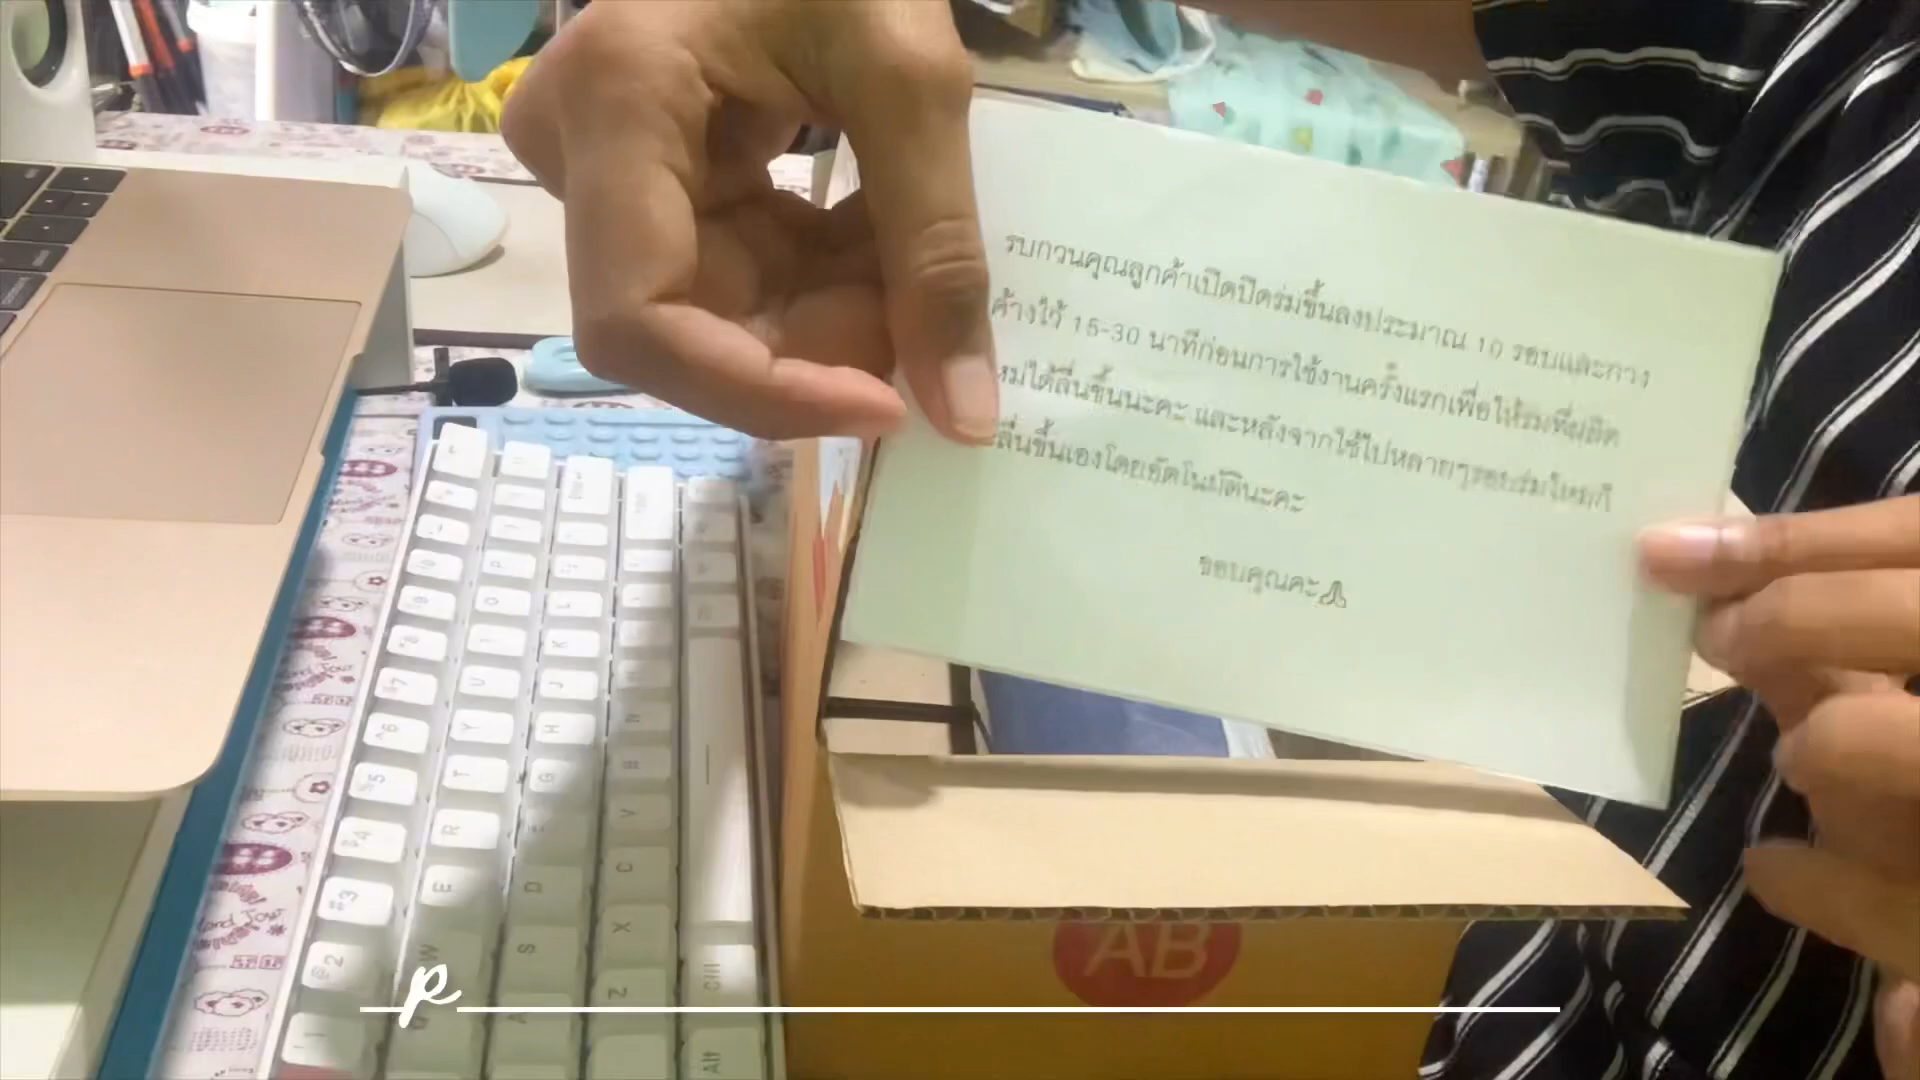 รบกวนคุณลูกค้าเปิดปิดร่มขึ้นลงประมาณ 10 รอบและกาง
ค้างไว้ 15-30 นาทีก่อนการใช้งานครั้งแรกเพื่อให้ร่มที่ผลิต
ใหม่ได้ลื่นขึ้นนะคะ และหลังจากใช้ไปหลายๆรอบร่มใหม่ก็
จะลื่นขึ้นเองโดยอัตโนมัตินะคะ
ขอบคุณคะ🙏
AB
p